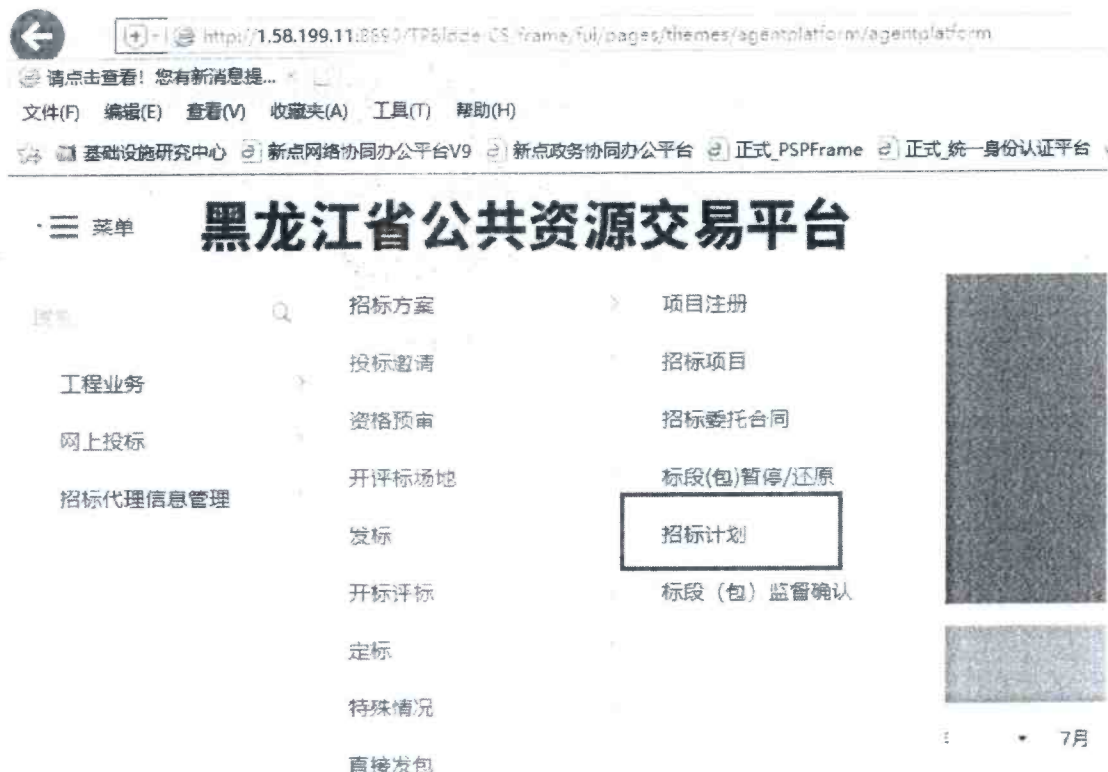 http://1.58.199.11
请点击查看！您有新消息提...
文件(F) 编辑(E) 查看(V) 收藏夹(A) 工具(T) 帮助(H)
基础设施研究中心 新点网络协同办公平台V9 新点政务协同办公平台 正式_PSPFrame 正式_统一身份认证平台
菜单 黑龙江省公共资源交易平台
招标方案 项目注册
投标邀请 招标项目
工程业务
资格预审 招标委托合同
网上投标
开评标场地 标段(包)暂停/还原
招标代理信息管理
发标 招标计划
开标评标 标段（包）监督确认
定标
特殊情况
7月
直接发包